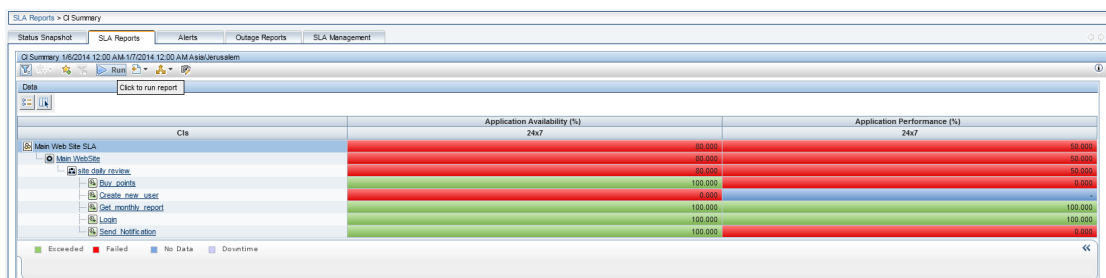 SLA Reports > CI Summary
Status Snapshot SLA Reports Alerts Outage Reports SLA Management
CI Summary 1/6/2014 12:00 AM-1/7/2014 12:00 AM Asia/Jerusalem
Run
Click to run report
Data
CIs Application Availability (%) Application Performance (%)
24x7 24x7
Main Web Site SLA 80.000 50.000
Main WebSite 80.000 50.000
site daily review 80.000 50.000
Buy_points 100.000 0.000
Create_new_user 0.000 -
Get_monthly_report 100.000 100.000
Login 100.000 100.000
Send_Notification 100.000 0.000
Exceeded Failed No Data Downtime